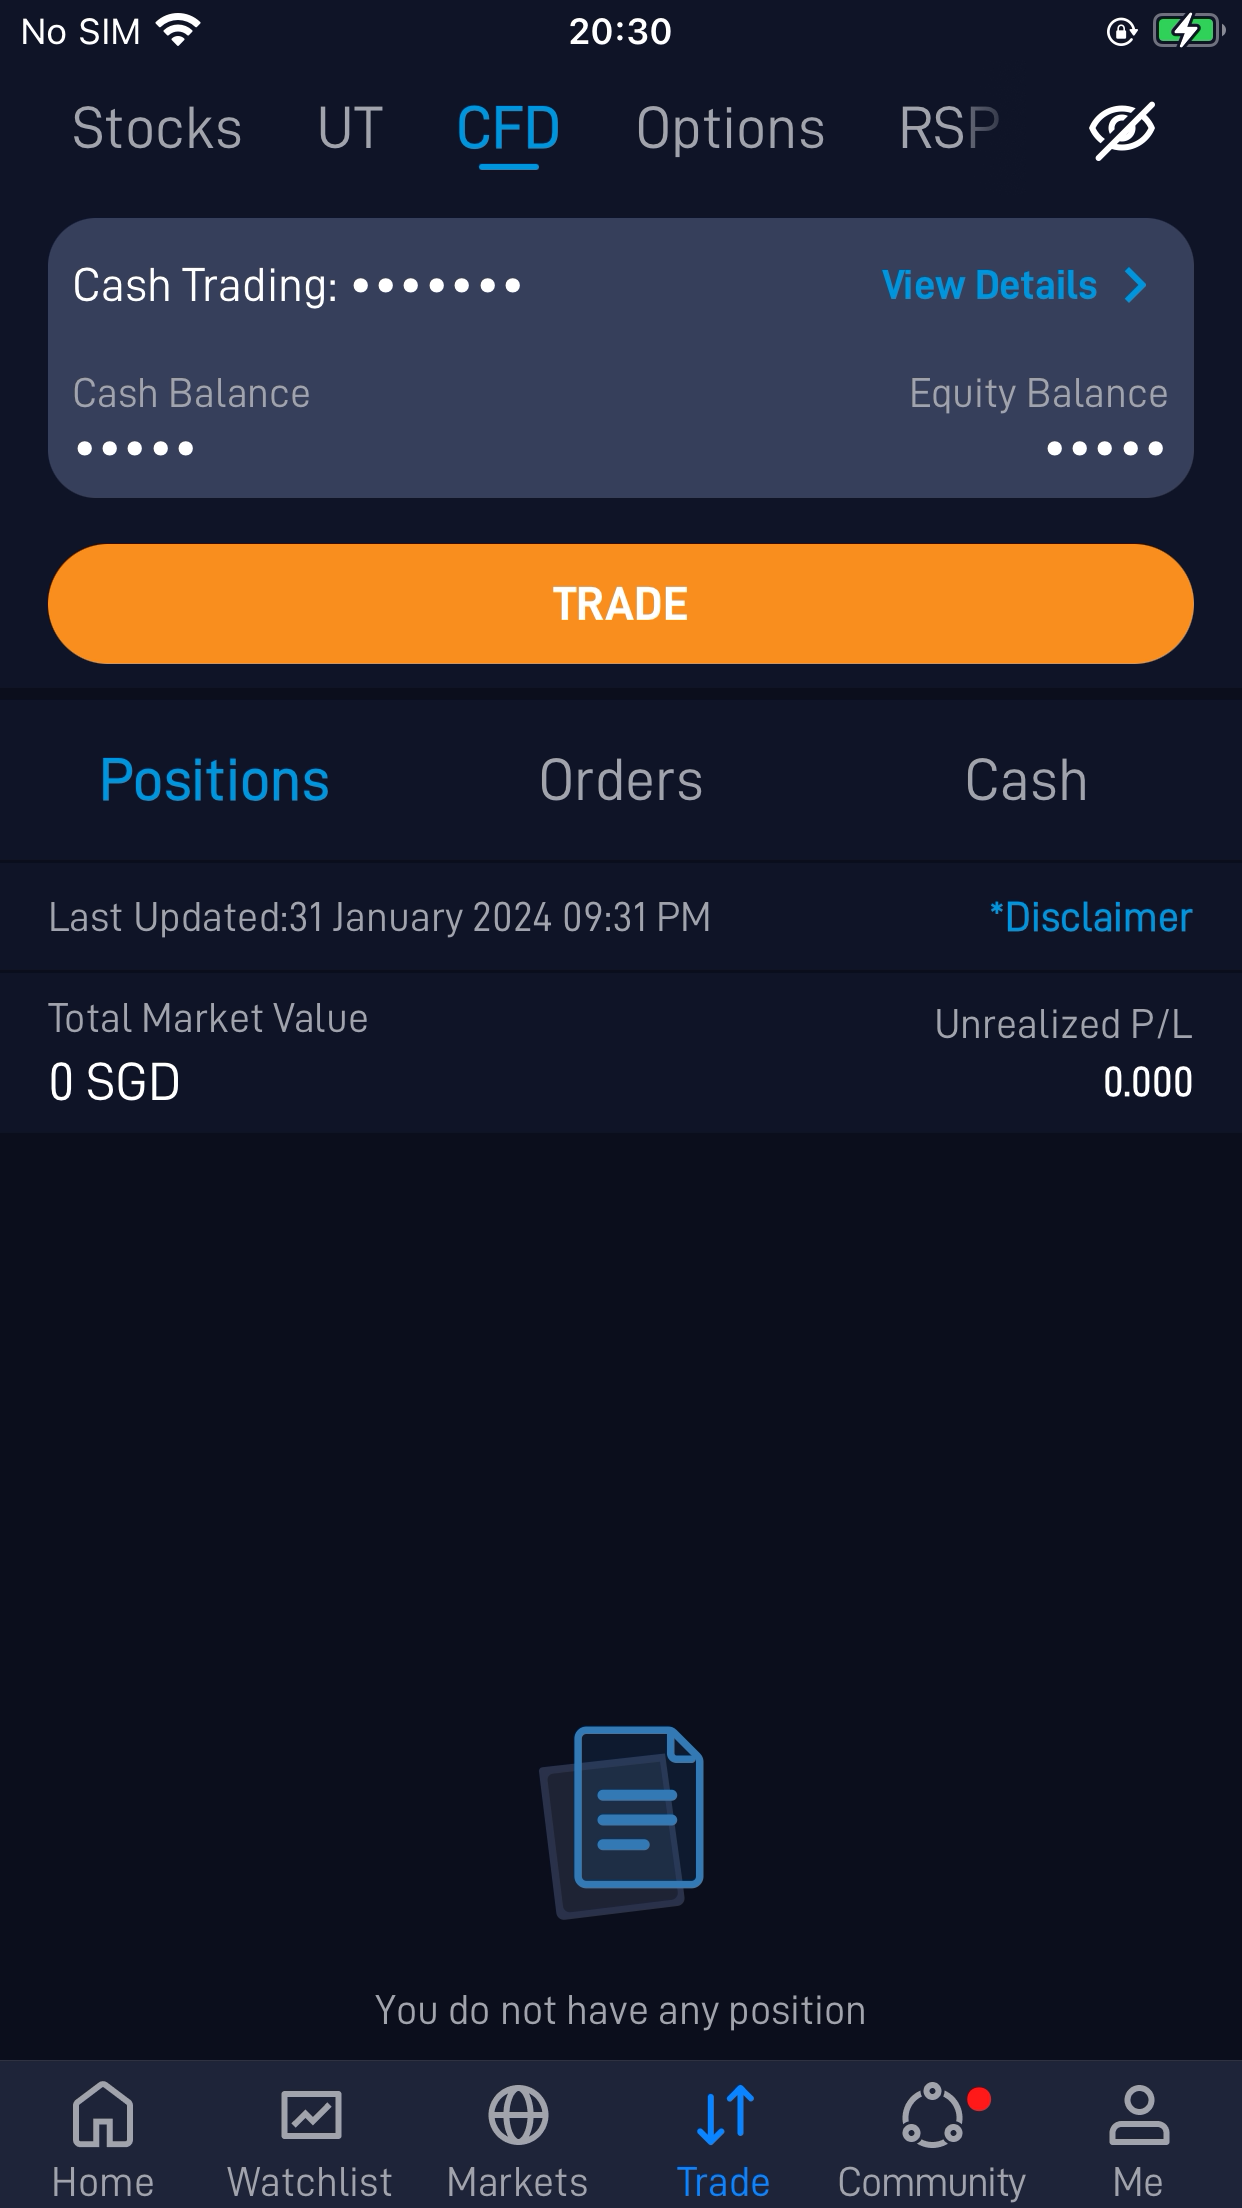 No SIM 20:30
Stocks UT CFD Options RSP
Cash Trading: ••••••• View Details
Cash Balance Equity Balance
••••• •••••
TRADE
Positions Orders Cash
Last Updated:31 January 2024 09:31 PM *Disclaimer
Total Market Value Unrealized P/L
0 SGD 0.000
You do not have any position
Home Watchlist Markets Trade Community Me